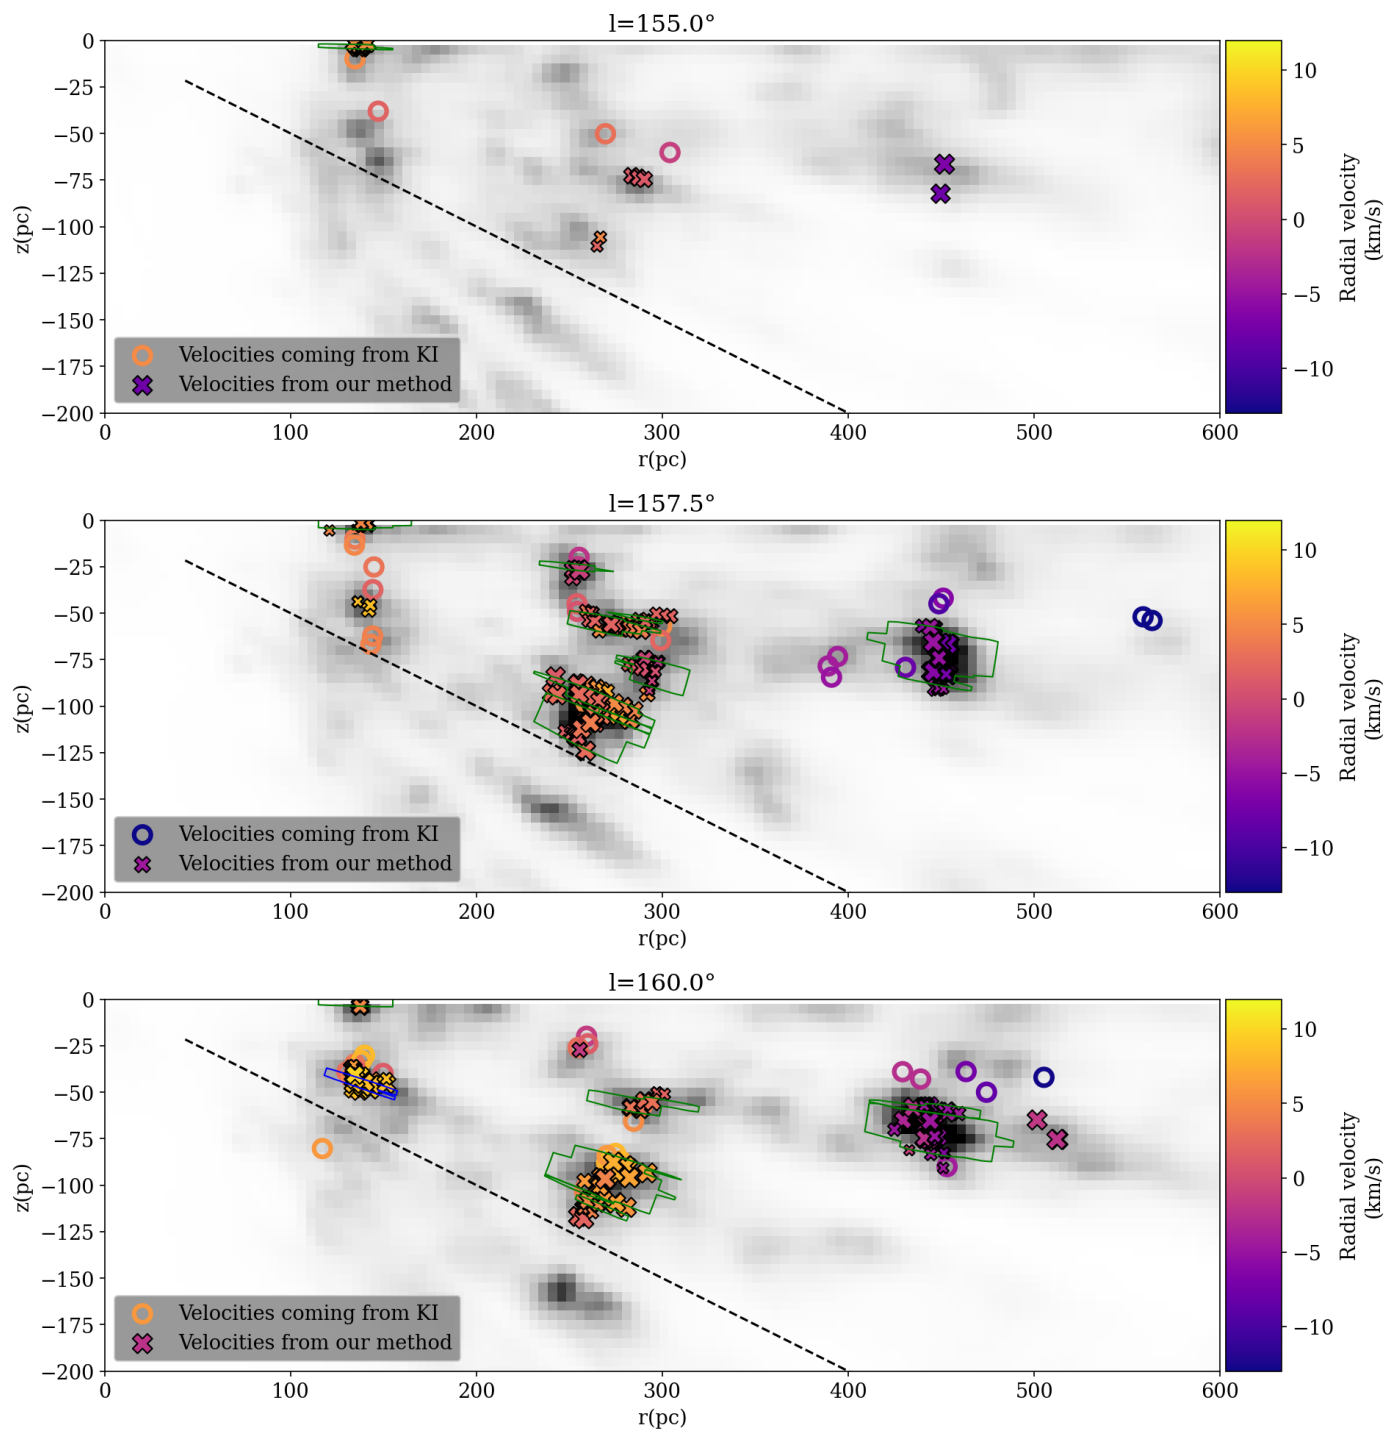 l=155.0°
0
−25
−50
−75
−100
−125
−150
−175
−200
z(pc)
Velocities coming from KI
Velocities from our method
0 100 200 300 400 500 600
r(pc)
10
5
0
−5
−10
Radial velocity
(km/s)
l=157.5°
0
−25
−50
−75
−100
−125
−150
−175
−200
z(pc)
Velocities coming from KI
Velocities from our method
0 100 200 300 400 500 600
r(pc)
10
5
0
−5
−10
Radial velocity
(km/s)
l=160.0°
0
−25
−50
−75
−100
−125
−150
−175
−200
z(pc)
Velocities coming from KI
Velocities from our method
0 100 200 300 400 500 600
r(pc)
10
5
0
−5
−10
Radial velocity
(km/s)